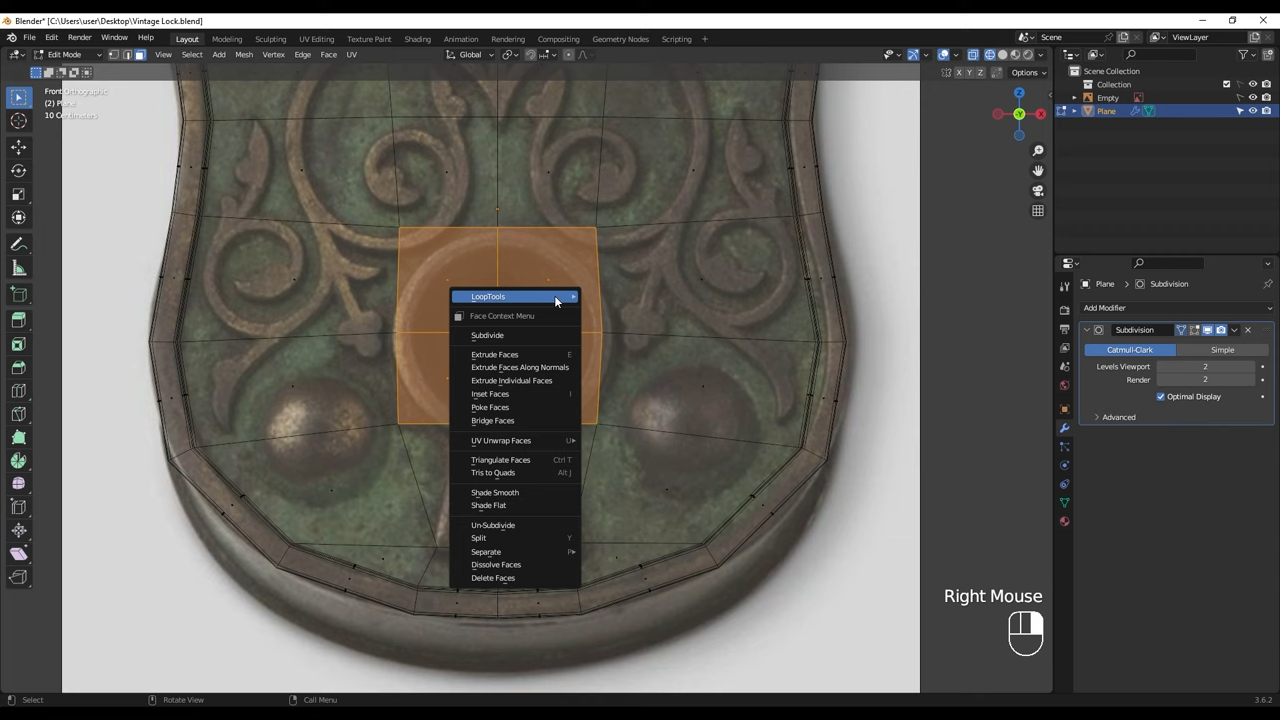 Blender* [C:\Users\user\Desktop\Vintage Lock.blend]
File Edit Render Window Help Layout Modeling Sculpting UV Editing Texture Paint Shading Animation Rendering Compositing Geometry Nodes Scripting Scene ViewLayer
Edit Mode View Select Add Mesh Vertex Edge Face UV Global
X Y Z Options
Front Orthographic
(2) Plane
10 Centimeters
Z
Y X
Scene Collection
Collection
Empty
Plane
Plane Subdivision
Add Modifier
Subdivision
Catmull-Clark Simple
Levels Viewport 2
Render 2
Optimal Display
Advanced
LoopTools
Face Context Menu
Subdivide
Extrude Faces E
Extrude Faces Along Normals
Extrude Individual Faces
Inset Faces I
Poke Faces
Bridge Faces
UV Unwrap Faces U
Triangulate Faces Ctrl T
Tris to Quads Alt J
Shade Smooth
Shade Flat
Un-Subdivide
Split Y
Separate P
Dissolve Faces
Delete Faces
Right Mouse
Select Rotate View Call Menu 3.6.2